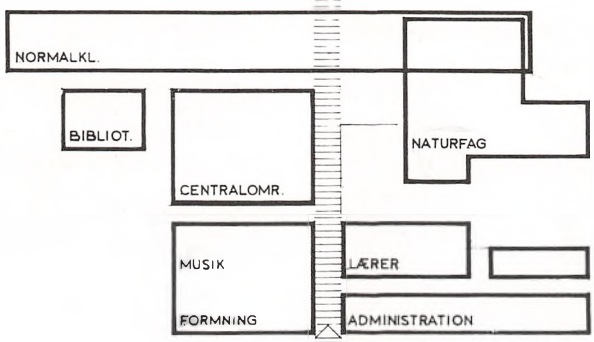 NORMALKL.
BIBLIOT.
NATURFAG
CENTRALOMR.
MUSIK
LÆRER
FORMNING
ADMINISTRATION